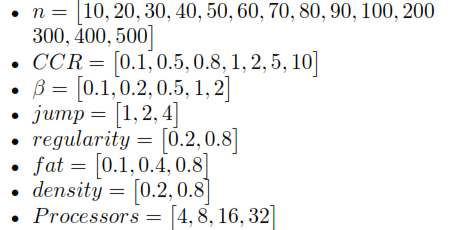 • n = [10, 20, 30, 40, 50, 60, 70, 80, 90, 100, 200
300, 400, 500]
• CCR = [0.1, 0.5, 0.8, 1, 2, 5, 10]
• β = [0.1, 0.2, 0.5, 1, 2]
• jump = [1, 2, 4]
• regularity = [0.2, 0.8]
• fat = [0.1, 0.4, 0.8]
• density = [0.2, 0.8]
• Processors = [4, 8, 16, 32]